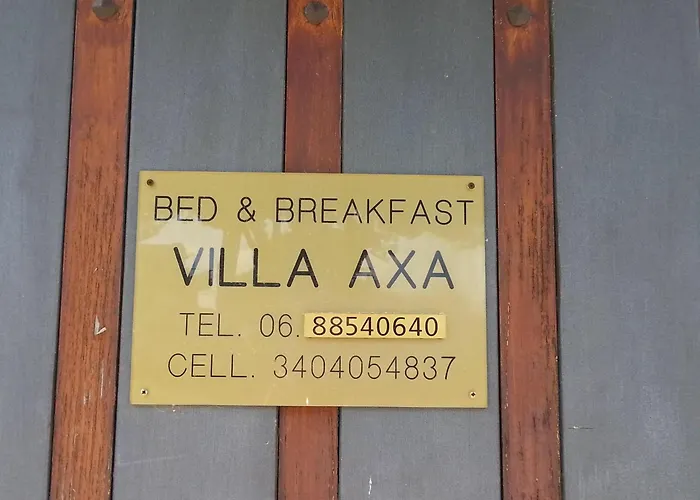 BED & BREAKFAST
VILLA AXA
TEL. 06. 88540640
CELL. 3404054837